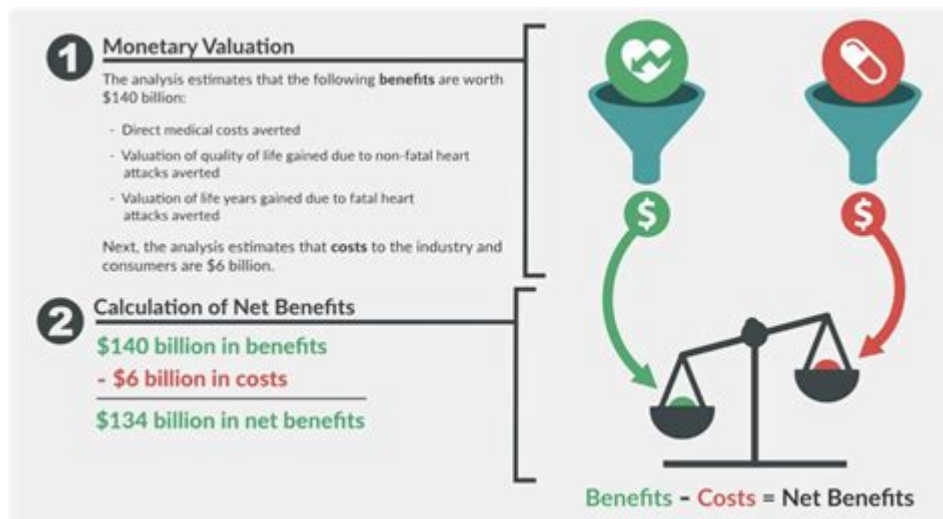 1
Monetary Valuation
The analysis estimates that the following benefits are worth
$140 billion:
- Direct medical costs averted
- Valuation of quality of life gained due to non-fatal heart
attacks averted
- Valuation of life years gained due to fatal heart
attacks averted
Next, the analysis estimates that costs to the industry and
consumers are $6 billion.
2
Calculation of Net Benefits
$140 billion in benefits
- $6 billion in costs
$134 billion in net benefits
$
$
Benefits - Costs = Net Benefits